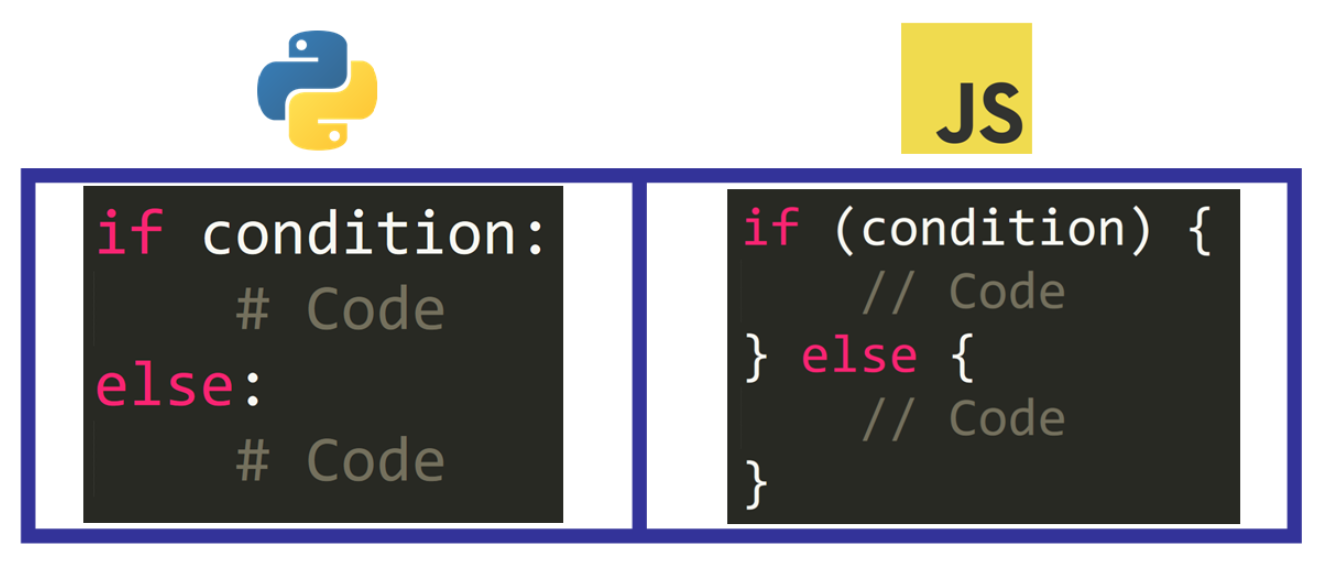 JS
if condition:
    # Code
else:
    # Code
if (condition) {
    // Code
} else {
    // Code
}